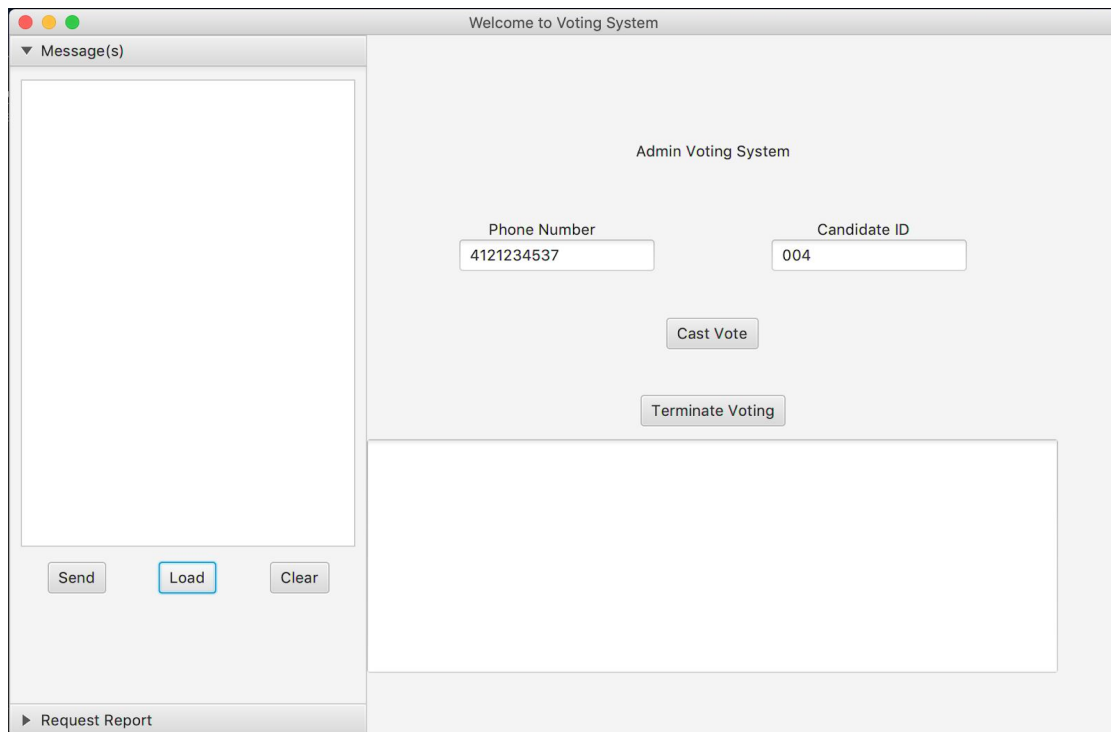 Welcome to Voting System
Message(s)
Admin Voting System
Phone Number
Candidate ID
4121234537
004
Cast Vote
Terminate Voting
Send
Load
Clear
Request Report